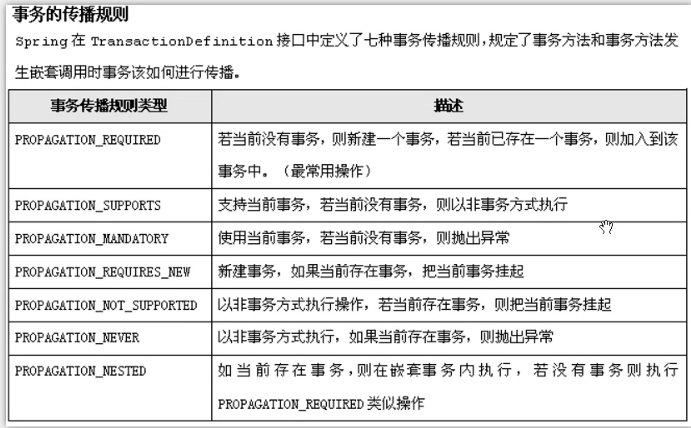 事务的传播规则
Spring 在 TransactionDefinition 接口中定义了七种事务传播规则,规定了事务方法和事务方法发
生嵌套调用时事务该如何进行传播。
事务传播规则类型 描述
PROPAGATION_REQUIRED 若当前没有事务，则新建一个事务，若当前已存在一个事务，则加入到该
事务中。（最常用操作）
PROPAGATION_SUPPORTS 支持当前事务，若当前没有事务，则以非事务方式执行
PROPAGATION_MANDATORY 使用当前事务，若当前没有事务，则抛出异常
PROPAGATION_REQUIRES_NEW 新建事务，如果当前存在事务，把当前事务挂起
PROPAGATION_NOT_SUPPORTED 以非事务方式执行操作，若当前存在事务，则把当前事务挂起
PROPAGATION_NEVER 以非事务方式执行，如果当前存在事务，则抛出异常
PROPAGATION_NESTED 如当前存在事务,则在嵌套事务内执行，若没有事务则执行
PROPAGATION_REQUIRED 类似操作